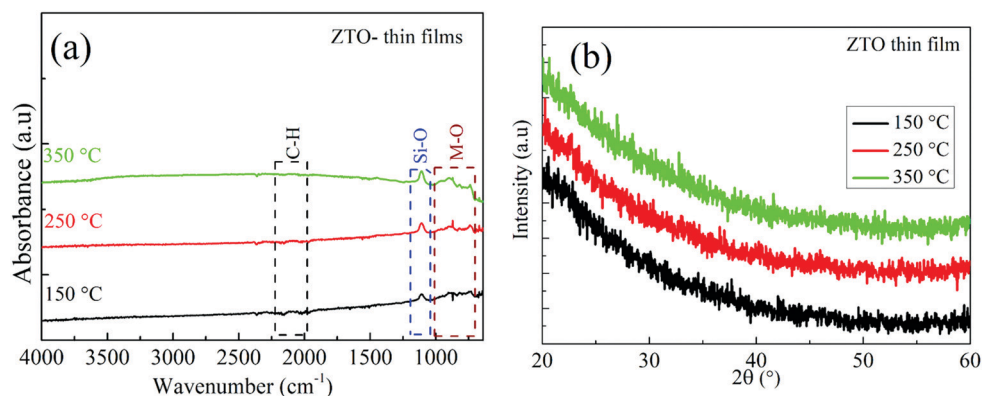 (a)
ZTO- thin films
Absorbance (a.u)
350 °C
250 °C
150 °C
C-H
Si-O
M-O
4000 3500 3000 2500 2000 1500 1000
Wavenumber (cm⁻¹)
(b)
ZTO thin film
150 °C
250 °C
350 °C
Intensity (a.u)
20 30 40 50 60
2θ (°)